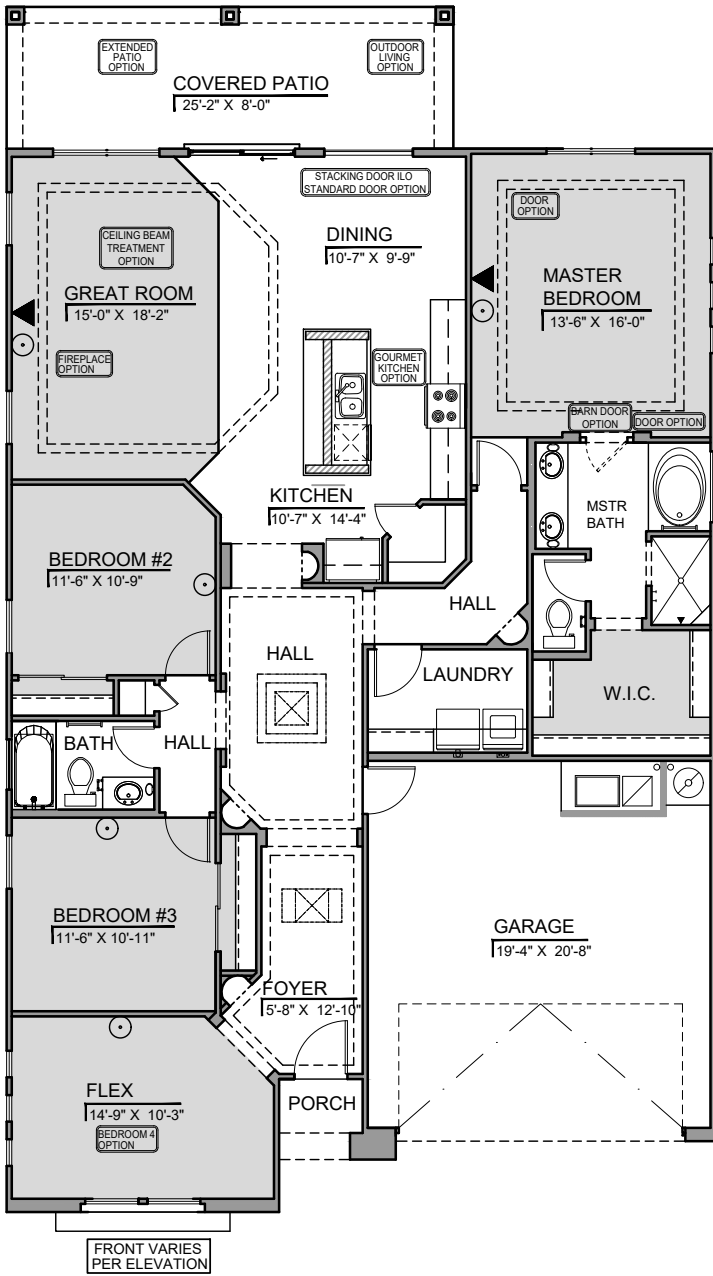 EXTENDED
PATIO
OPTION
OUTDOOR
LIVING
OPTION
COVERED PATIO
25'-2" X 8'-0"
STACKING DOOR ILO
STANDARD DOOR OPTION
DOOR
OPTION
CEILING BEAM
TREATMENT
OPTION
DINING
10'-7" X 9'-9"
GREAT ROOM
15'-0" X 18'-2"
MASTER
BEDROOM
13'-6" X 16'-0"
FIREPLACE
OPTION
GOURMET
KITCHEN
OPTION
BARN DOOR
OPTION
DOOR OPTION
KITCHEN
10'-7" X 14'-4"
MSTR
BATH
BEDROOM #2
11'-6" X 10'-9"
HALL
HALL
LAUNDRY
W.I.C.
BATH
HALL
BEDROOM #3
11'-6" X 10'-11"
GARAGE
19'-4" X 20'-8"
FOYER
5'-8" X 12'-10"
FLEX
14'-9" X 10'-3"
BEDROOM 4
OPTION
PORCH
FRONT VARIES
PER ELEVATION